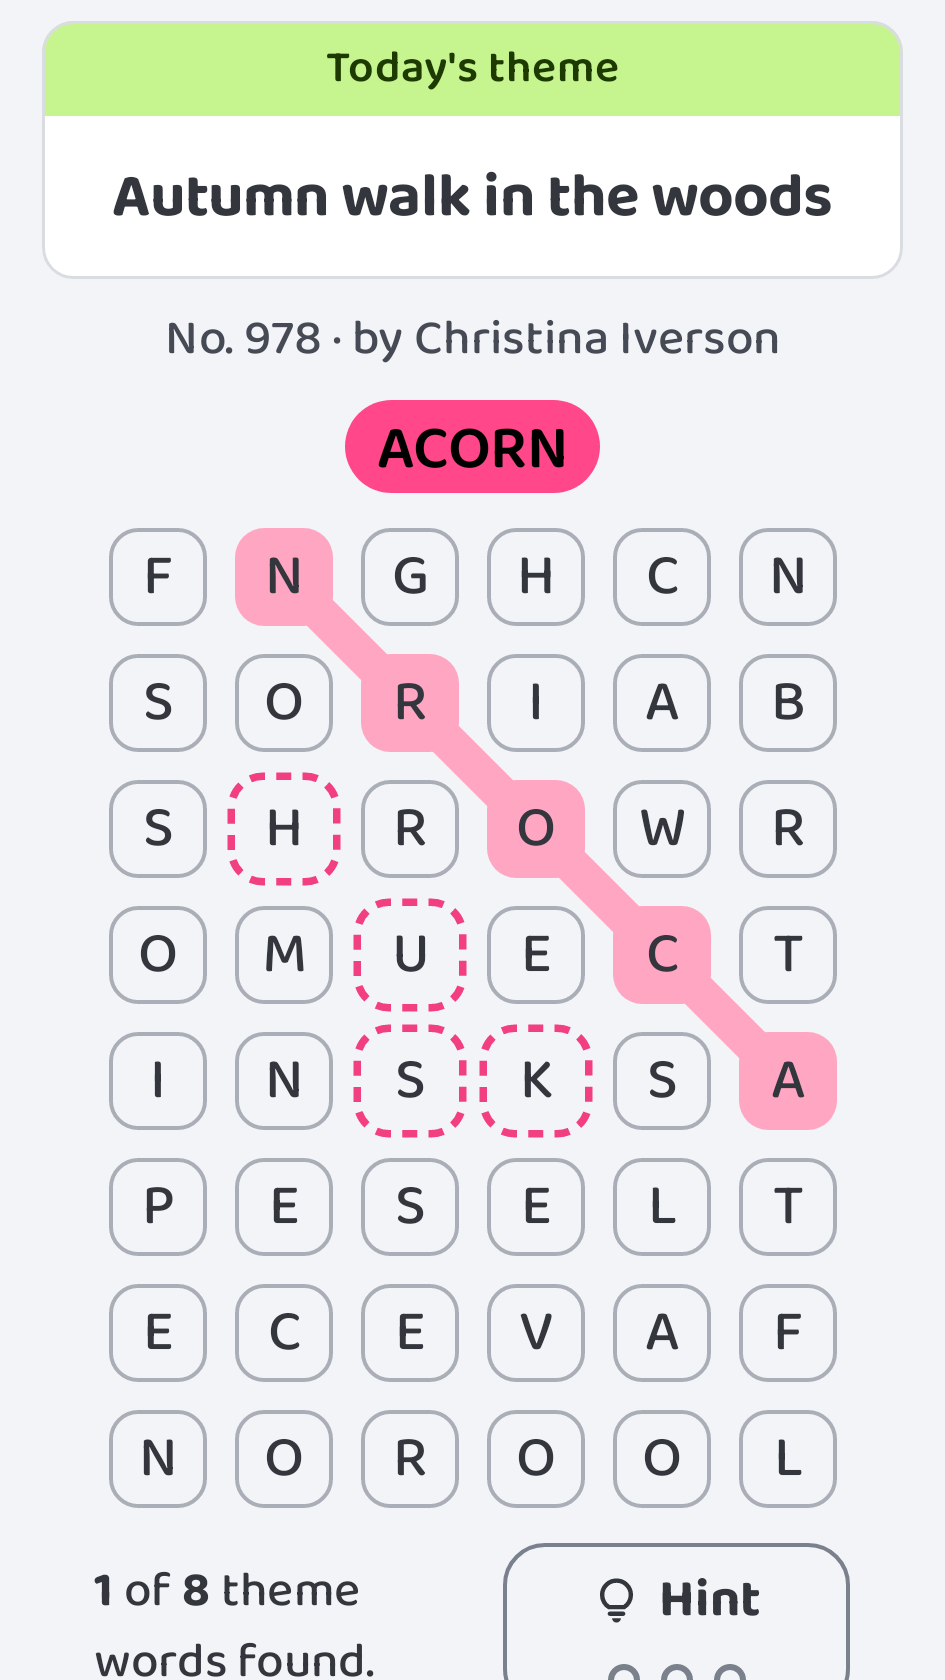 Today's theme
Autumn walk in the woods
No. 978 · by Christina Iverson
ACORN
F N G H C N
S O R I A B
S H R O W R
O M U E C T
I N S K S A
P E S E L T
E C E V A F
N O R O O L
1 of 8 theme
words found.
Hint